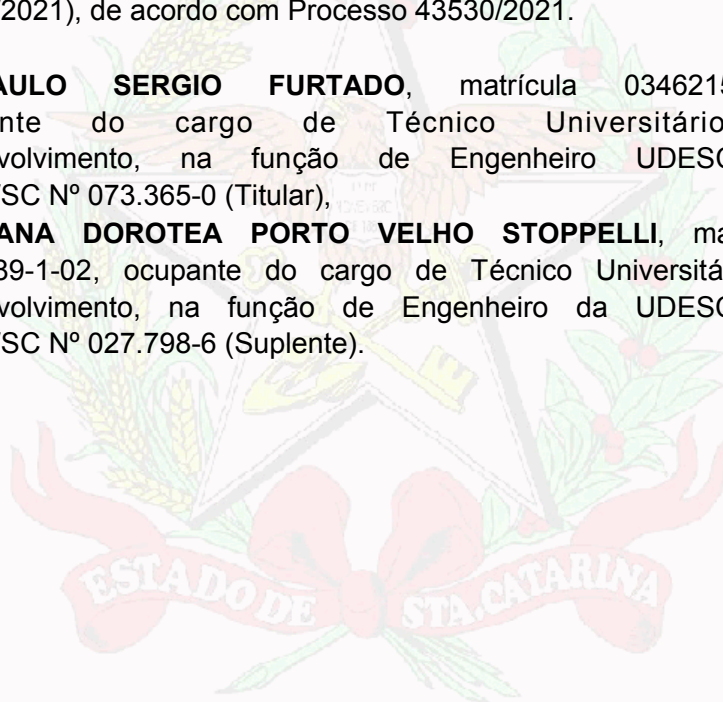 /2021), de acordo com Processo 43530/2021.
AULO SERGIO FURTADO, matrícula 0346215
nte do cargo de Técnico Universitário
volvimento, na função de Engenheiro UDESC
/SC Nº 073.365-0 (Titular),
ANA DOROTEA PORTO VELHO STOPPELLI, ma
39-1-02, ocupante do cargo de Técnico Universitá
volvimento, na função de Engenheiro da UDESC
/SC Nº 027.798-6 (Suplente).
ESTADO DE STA. CATARINA